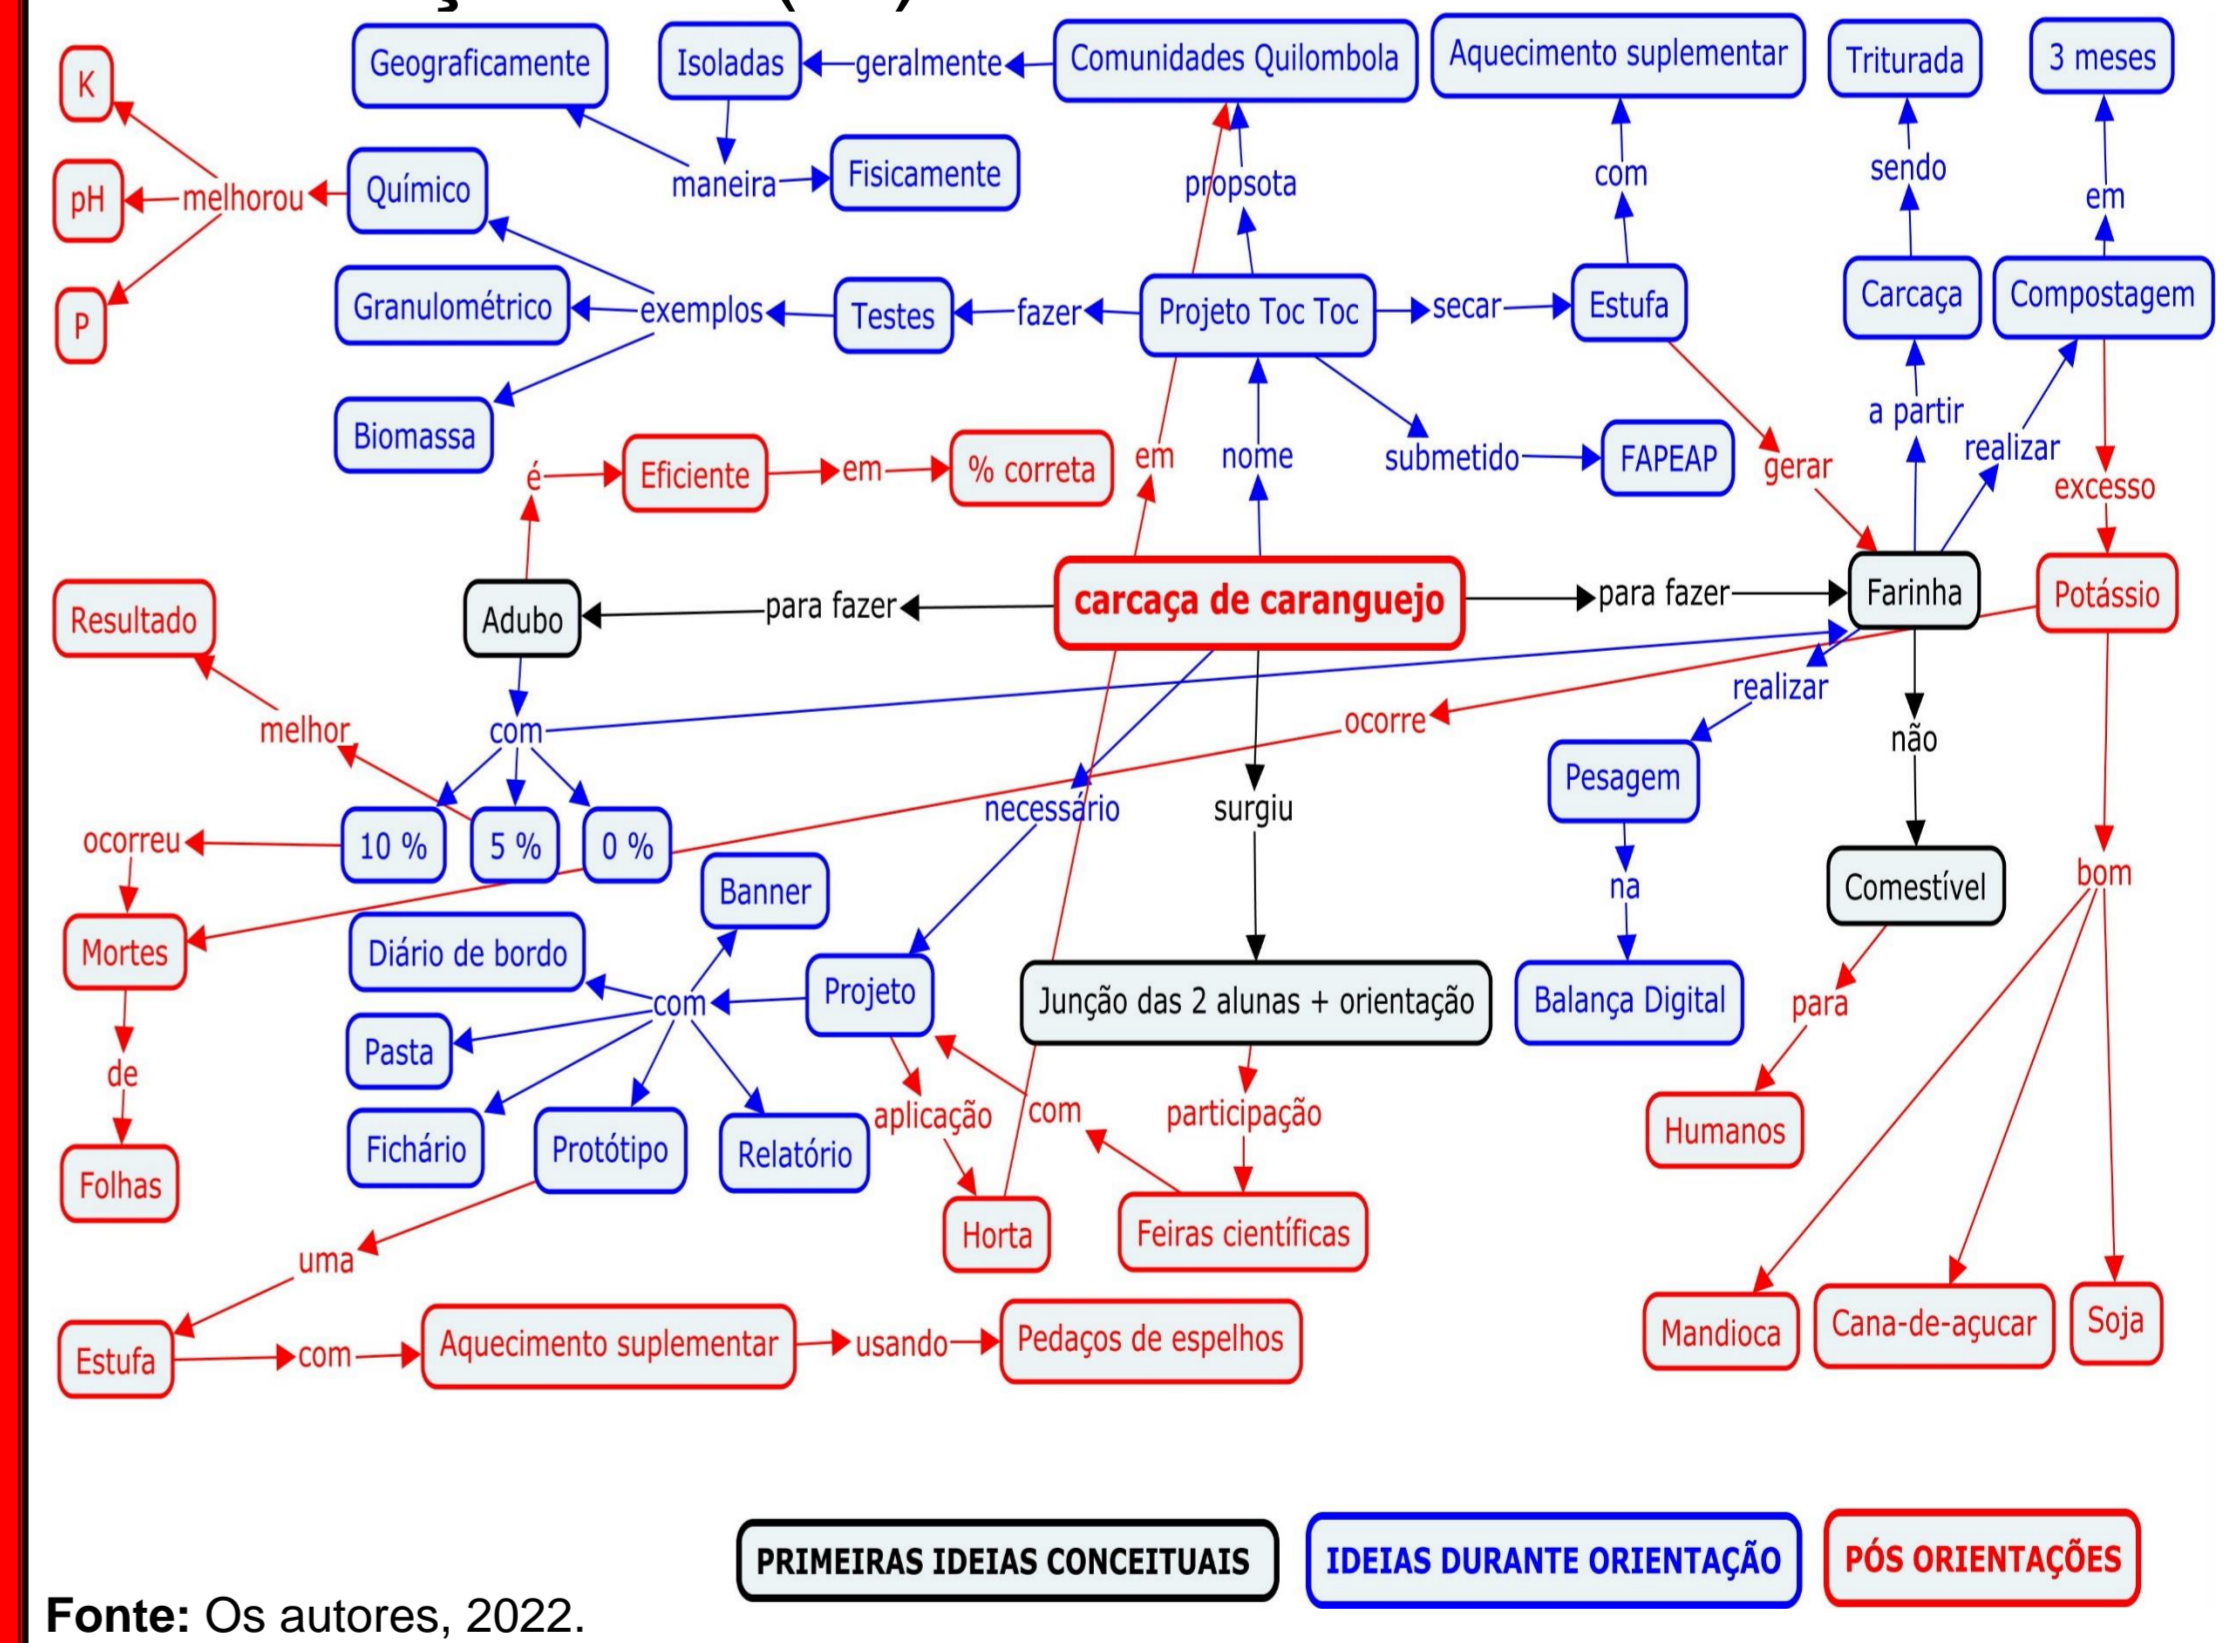 Geograficamente
Isoladas
geralmente
Comunidades Quilombola
Aquecimento suplementar
Triturada
3 meses
K
Químico
maneira
Fisicamente
propsota
com
sendo
em
pH
melhorou
P
Granulométrico
exemplos
Testes
fazer
Projeto Toc Toc
secar
Estufa
Carcaça
Compostagem
Biomassa
é
Eficiente
em
% correta
em
nome
submetido
FAPEAP
gerar
a partir
realizar
excesso
Resultado
Adubo
para fazer
carcaça de caranguejo
para fazer
Farinha
Potássio
melhor
com
ocorre
realizar
não
ocorreu
10 %
5 %
0 %
necessário
surgiu
Pesagem
na
Comestível
bom
Mortes
Banner
Diário de bordo
com
Projeto
Junção das 2 alunas + orientação
Balança Digital
para
de
Pasta
Fichário
Protótipo
Relatório
aplicação
com
participação
Humanos
Folhas
Horta
Feiras científicas
uma
Estufa
com
Aquecimento suplementar
usando
Pedaços de espelhos
Mandioca
Cana-de-açucar
Soja
PRIMEIRAS IDEIAS CONCEITUAIS
IDEIAS DURANTE ORIENTAÇÃO
PÓS ORIENTAÇÕES
Fonte: Os autores, 2022.